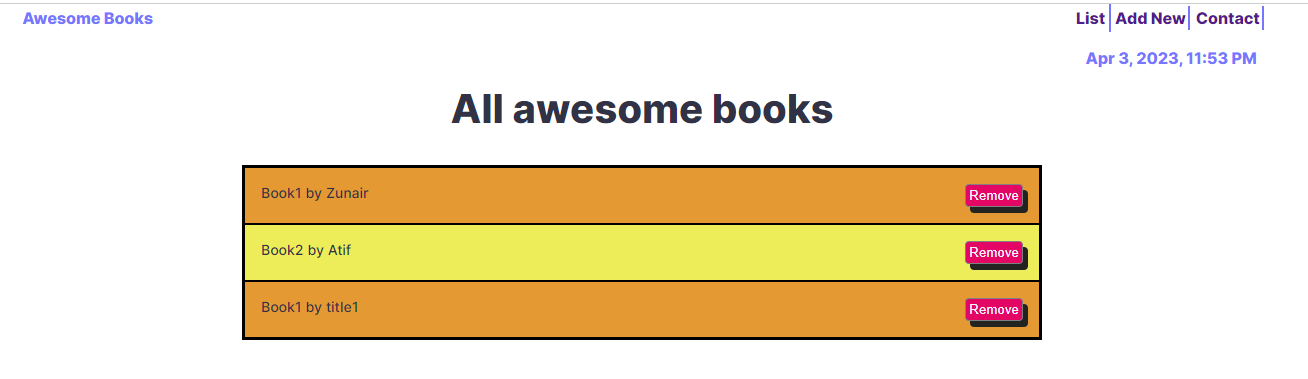 Awesome Books
List Add New Contact
Apr 3, 2023, 11:53 PM
All awesome books
Book1 by Zunair Remove
Book2 by Atif Remove
Book1 by title1 Remove